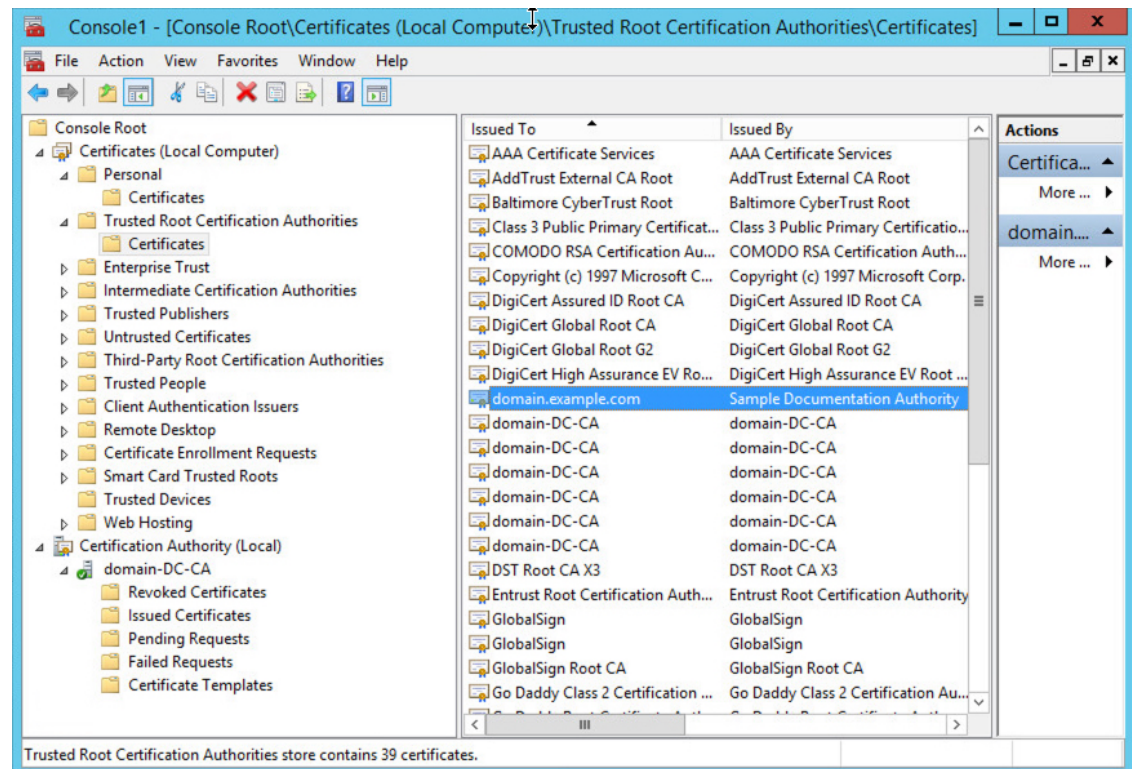 Console1 - [Console Root\Certificates (Local Computer)\Trusted Root Certification Authorities\Certificates]
File Action View Favorites Window Help
Console Root
Certificates (Local Computer)
Personal
Certificates
Trusted Root Certification Authorities
Certificates
Enterprise Trust
Intermediate Certification Authorities
Trusted Publishers
Untrusted Certificates
Third-Party Root Certification Authorities
Trusted People
Client Authentication Issuers
Remote Desktop
Certificate Enrollment Requests
Smart Card Trusted Roots
Trusted Devices
Web Hosting
Certification Authority (Local)
domain-DC-CA
Revoked Certificates
Issued Certificates
Pending Requests
Failed Requests
Certificate Templates
Issued To Issued By
AAA Certificate Services AAA Certificate Services
AddTrust External CA Root AddTrust External CA Root
Baltimore CyberTrust Root Baltimore CyberTrust Root
Class 3 Public Primary Certificat... Class 3 Public Primary Certificatio...
COMODO RSA Certification Au... COMODO RSA Certification Auth...
Copyright (c) 1997 Microsoft C... Copyright (c) 1997 Microsoft Corp.
DigiCert Assured ID Root CA DigiCert Assured ID Root CA
DigiCert Global Root CA DigiCert Global Root CA
DigiCert Global Root G2 DigiCert Global Root G2
DigiCert High Assurance EV Ro... DigiCert High Assurance EV Root ...
domain.example.com Sample Documentation Authority
domain-DC-CA domain-DC-CA
domain-DC-CA domain-DC-CA
domain-DC-CA domain-DC-CA
domain-DC-CA domain-DC-CA
domain-DC-CA domain-DC-CA
domain-DC-CA domain-DC-CA
DST Root CA X3 DST Root CA X3
Entrust Root Certification Auth... Entrust Root Certification Authority
GlobalSign GlobalSign
GlobalSign GlobalSign
GlobalSign Root CA GlobalSign Root CA
Go Daddy Class 2 Certification ... Go Daddy Class 2 Certification Au...
Actions
Certifica...
More ...
domain....
More ...
Trusted Root Certification Authorities store contains 39 certificates.